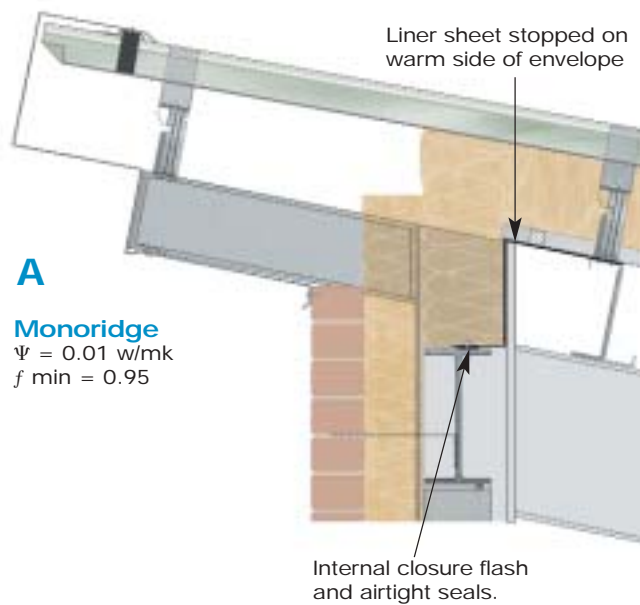 Liner sheet stopped on
warm side of envelope
A
Monoridge
Ψ = 0.01 w/mk
ƒ min = 0.95
Internal closure flash
and airtight seals.